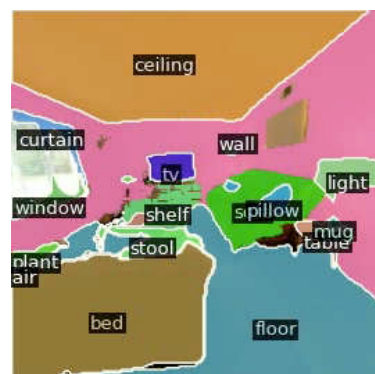 ceiling
curtain
wall
tv
light
window
shelf
pillow
mug
stool
table
plant
air
bed
floor